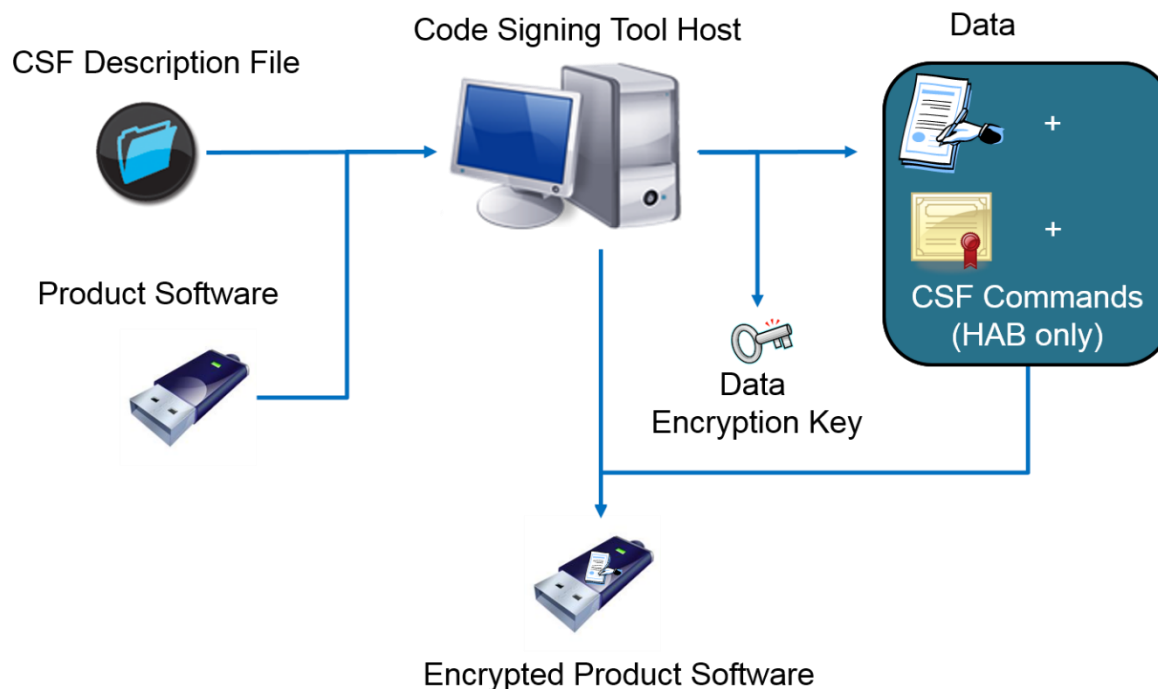 Code Signing Tool Host
Data
CSF Description File
+
+
Product Software
CSF Commands
(HAB only)
Data
Encryption Key
Encrypted Product Software